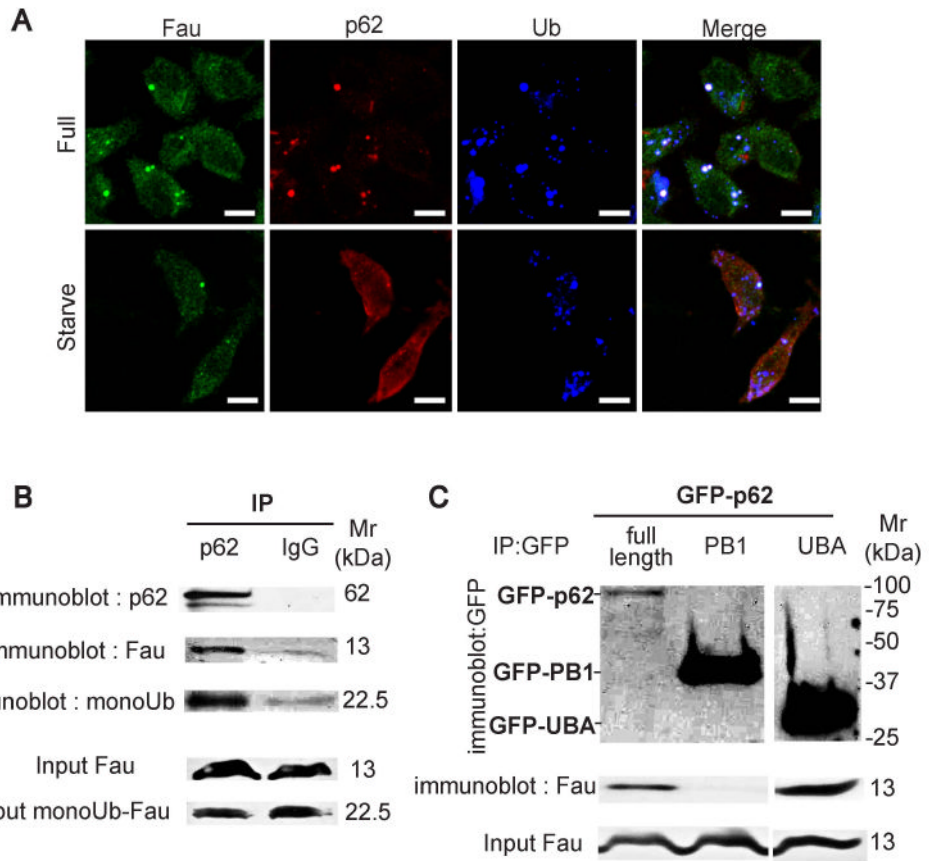 A
Fau p62 Ub Merge
Full
Starve
B
IP
p62 IgG Mr
(kDa)
mmunoblot : p62 62
mmunoblot : Fau 13
unoblot : monoUb 22.5
Input Fau 13
out monoUb-Fau 22.5
C
GFP-p62
IP:GFP full
length PB1 UBA Mr
(kDa)
immunoblot:GFP
GFP-p62-
GFP-PB1-
GFP-UBA-
-100
-75
-50
-37
-25
immunoblot : Fau 13
Input Fau 13